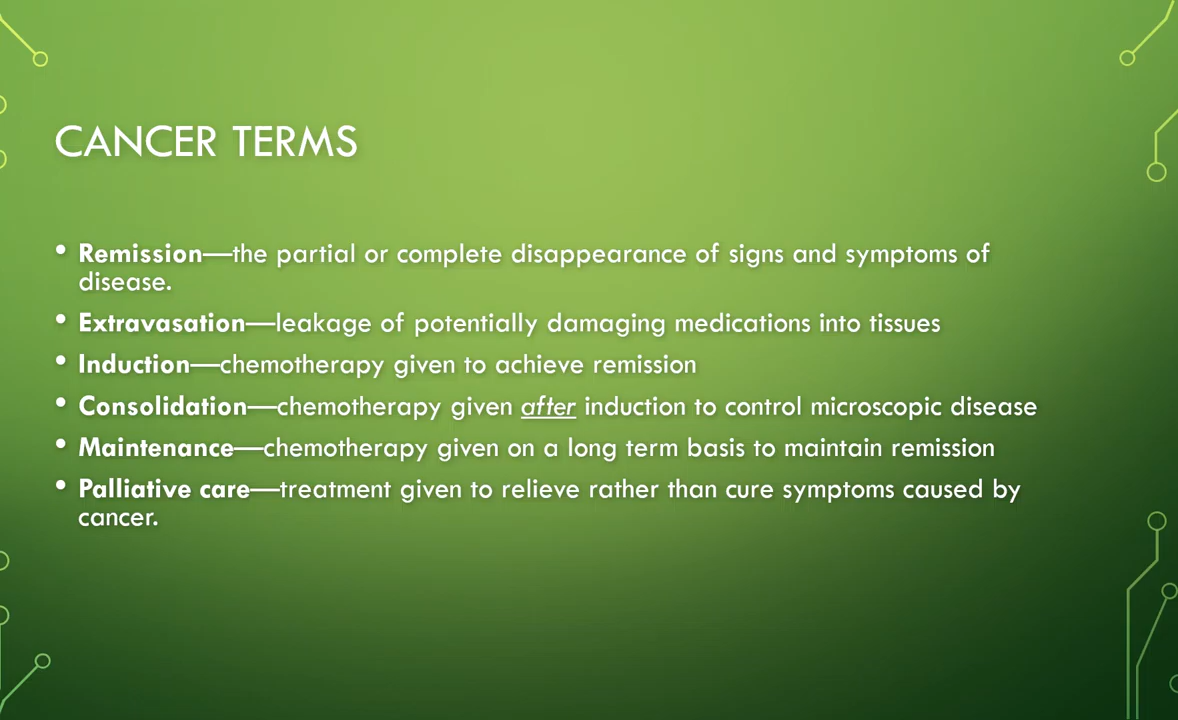 CANCER TERMS
• Remission—the partial or complete disappearance of signs and symptoms of
disease.
• Extravasation—leakage of potentially damaging medications into tissues
• Induction—chemotherapy given to achieve remission
• Consolidation—chemotherapy given after induction to control microscopic disease
• Maintenance—chemotherapy given on a long term basis to maintain remission
• Palliative care—treatment given to relieve rather than cure symptoms caused by
cancer.